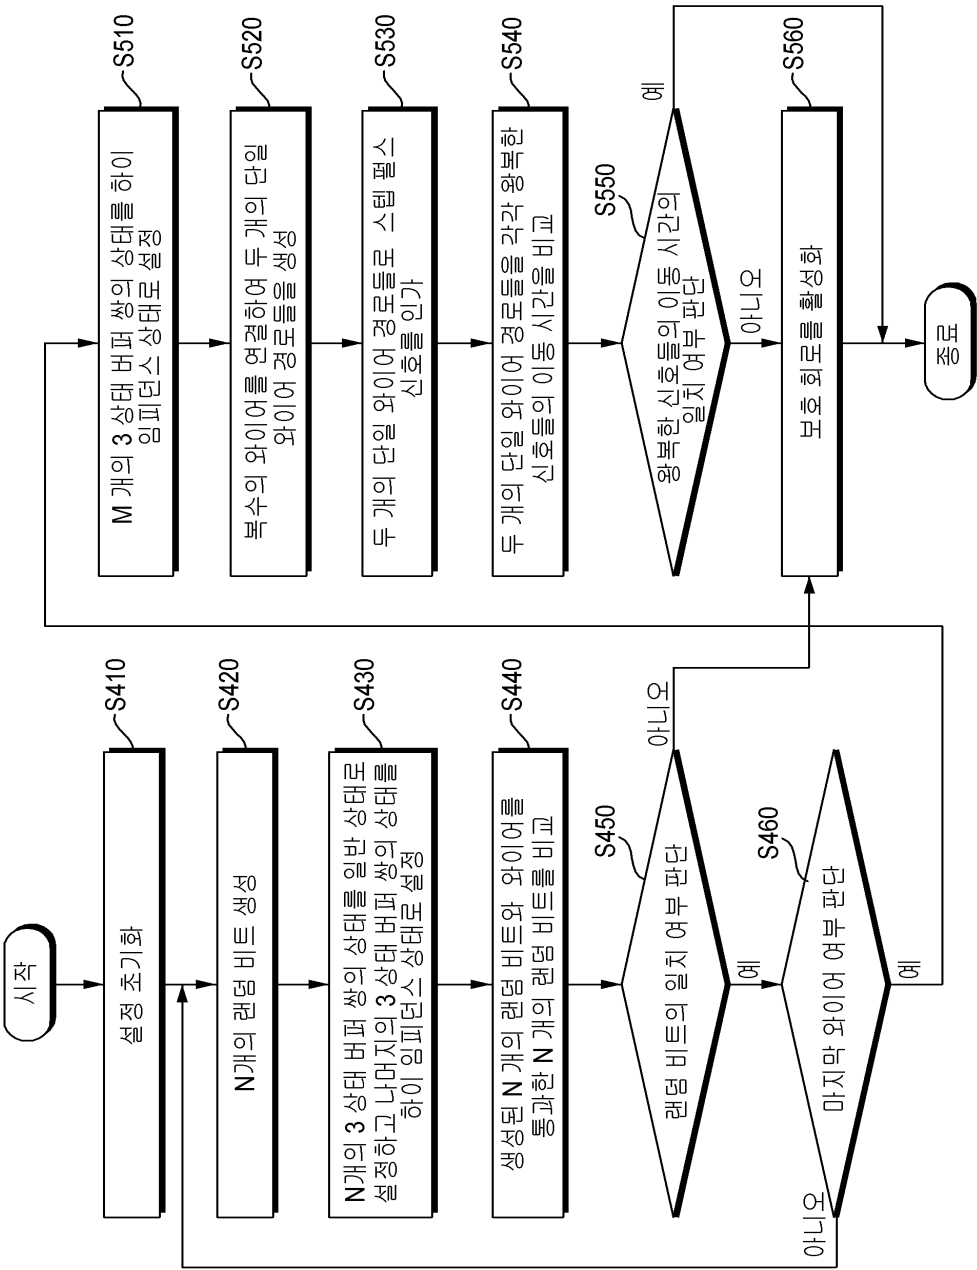 시작
설정 초기화
S410
N개의 랜덤 비트 생성
S420
N개의 3 상태 버퍼 쌍의 상태를 일반 상태로
설정하고 나머지의 3 상태 버퍼 쌍의 상태를
하이 임피던스 상태로 설정
S430
생성된 N 개의 랜덤 비트와 와이어를
통과한 N 개의 랜덤 비트를 비교
S440
랜덤 비트의 일치 여부 판단
S450
아니오
예
마지막 와이어 여부 판단
S460
아니오
예
M 개의 3 상태 버퍼 쌍의 상태를 하이
임피던스 상태로 설정
S510
복수의 와이어를 연결하여 두 개의 단일
와이어 경로들을 생성
S520
두 개의 단일 와이어 경로들로 스텝 펄스
신호를 인가
S530
두 개의 단일 와이어 경로들을 각각 왕복한
신호들의 이동 시간을 비교
S540
왕복한 신호들의 이동 시간의
일치 여부 판단
S550
예
아니오
보호 회로를 활성화
S560
종료